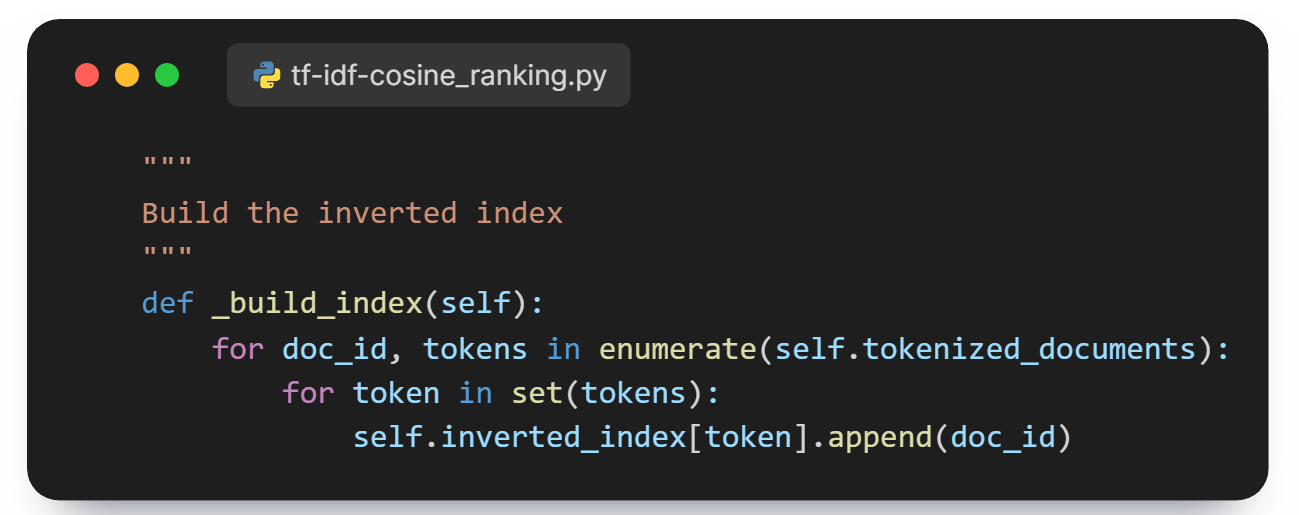 tf-idf-cosine_ranking.py
"""
Build the inverted index
"""
def _build_index(self):
    for doc_id, tokens in enumerate(self.tokenized_documents):
        for token in set(tokens):
            self.inverted_index[token].append(doc_id)